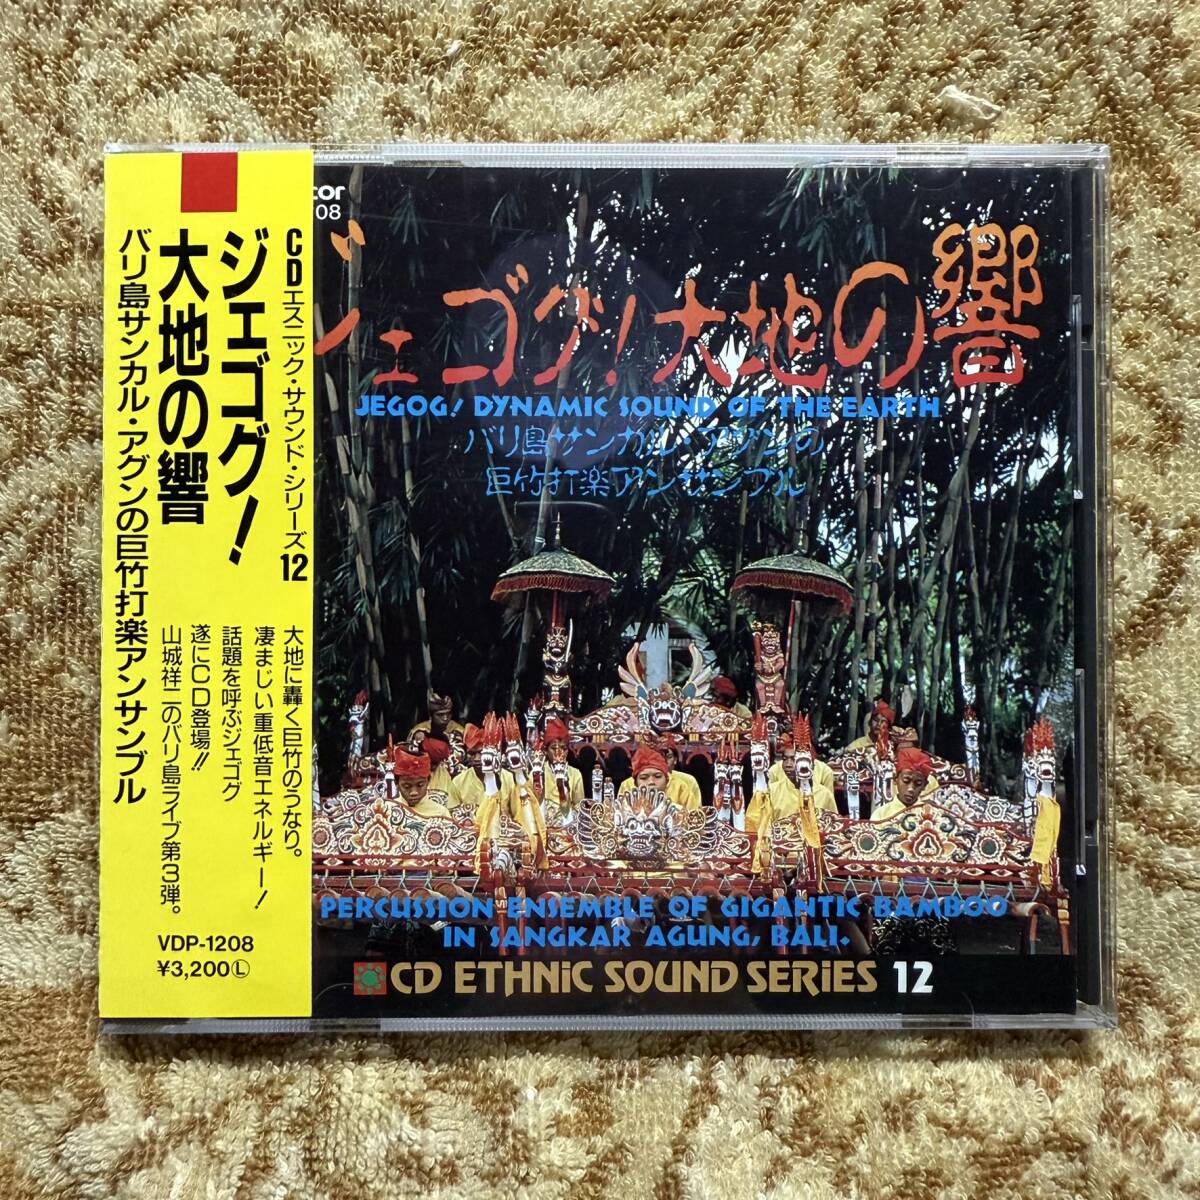 CDエスニック・サウンド・シリーズ12
ジェゴグ!
大地の響
バリ島サンカル・アグンの巨竹打楽アンサンブル
大地に轟く巨竹のうなり。
凄まじい重低音エネルギー!
話題を呼ぶジェゴグ
遂にCD登場!!
山城祥二のバリ島ライブ第3弾。
VDP-1208
¥3,200Ⓛ
ctor
08
ジェゴグ!大地の響
JEGOG! DYNAMIC SOUND OF THE EARTH
バリ島サンカル・アグンの
巨竹打楽アンサンブル
PERCUSSION ENSEMBLE OF GIGANTIC BAMBOO
IN SANGKAR AGUNG, BALI.
CD ETHNiC SOUND SERiES 12